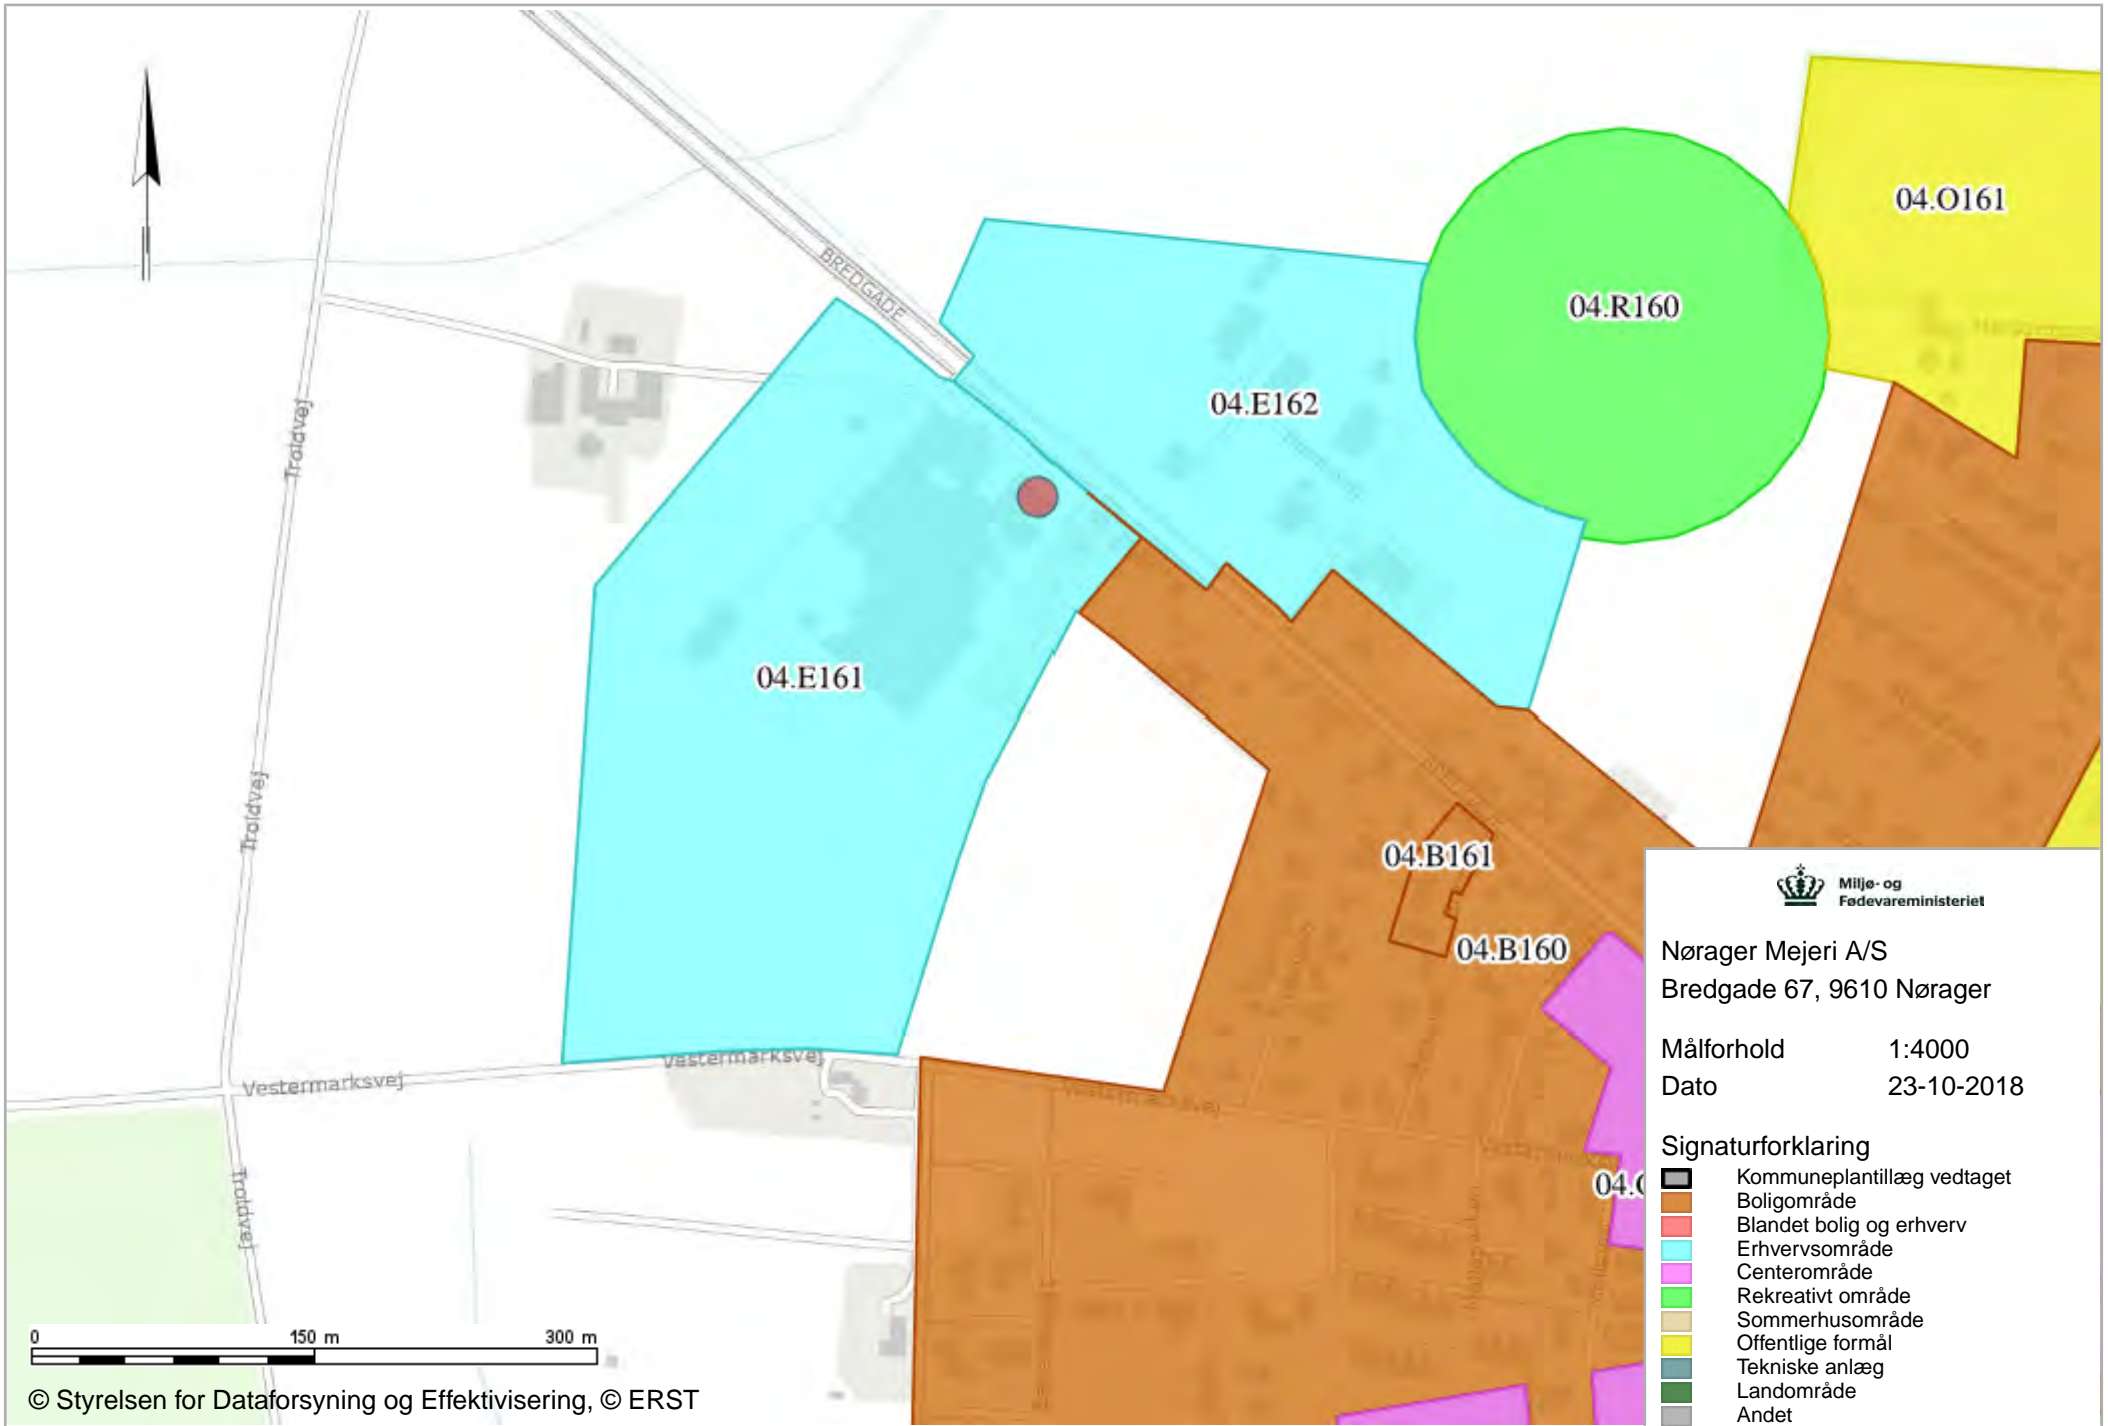 BREDGADE
04.O161
04.R160
04.E162
Troldvej
04.E161
Troldvej
04.B161
04.B160
Vestermarksvej
Vestermarksvej
Vestermarksvej
Troldvej
Miljø- og
Fødevareministeriet
Nørager Mejeri A/S
Bredgade 67, 9610 Nørager
Målforhold 1:4000
Dato 23-10-2018
Signaturforklaring
Kommuneplantillæg vedtaget
Boligområde
Blandet bolig og erhverv
Erhvervsområde
Centerområde
Rekreativt område
Sommerhusområde
Offentlige formål
Tekniske anlæg
Landområde
Andet
0 150 m 300 m
© Styrelsen for Dataforsyning og Effektivisering, © ERST